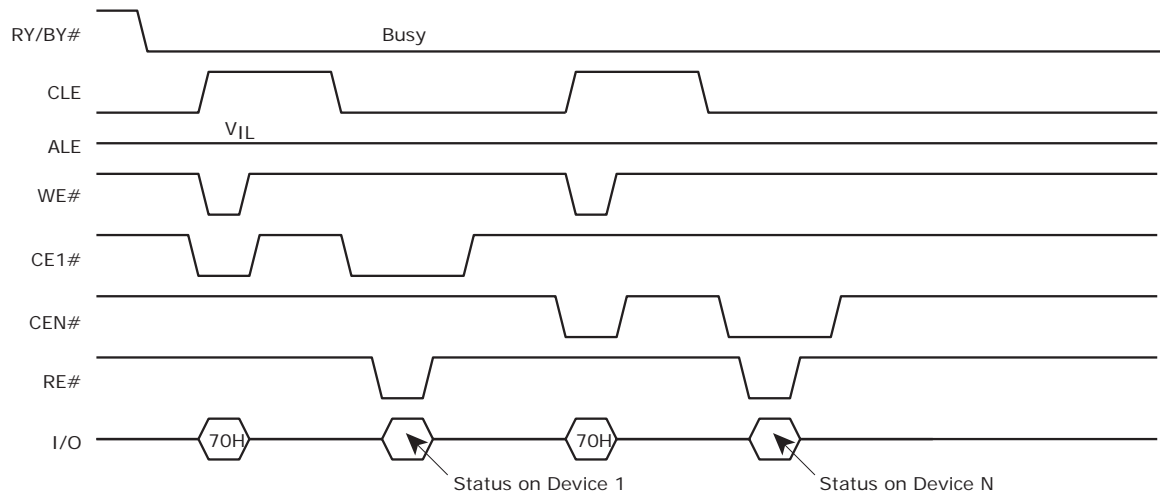 RY/BY#
Busy
CLE
VIL
ALE
WE#
CE1#
CEN#
RE#
I/O
70H
70H
Status on Device 1
Status on Device N